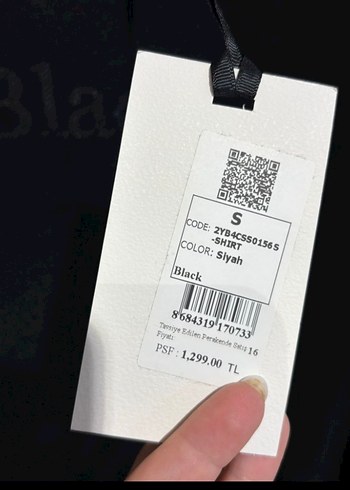 Blac
S
CODE: 2YB4CSS0156S
-SHIRT
COLOR: Siyah
Black
8684319170733
Tavsiye Edilen Perakende Satış 16
Fiyatı
PSF : 1,299.00 TL